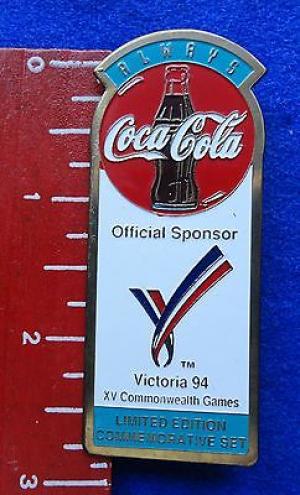 ALWAYS
Coca-Cola
Official Sponsor
TM
Victoria 94
XV Commonwealth Games
LIMITED EDITION
COMMEMORATIVE SET
0
1
2
3